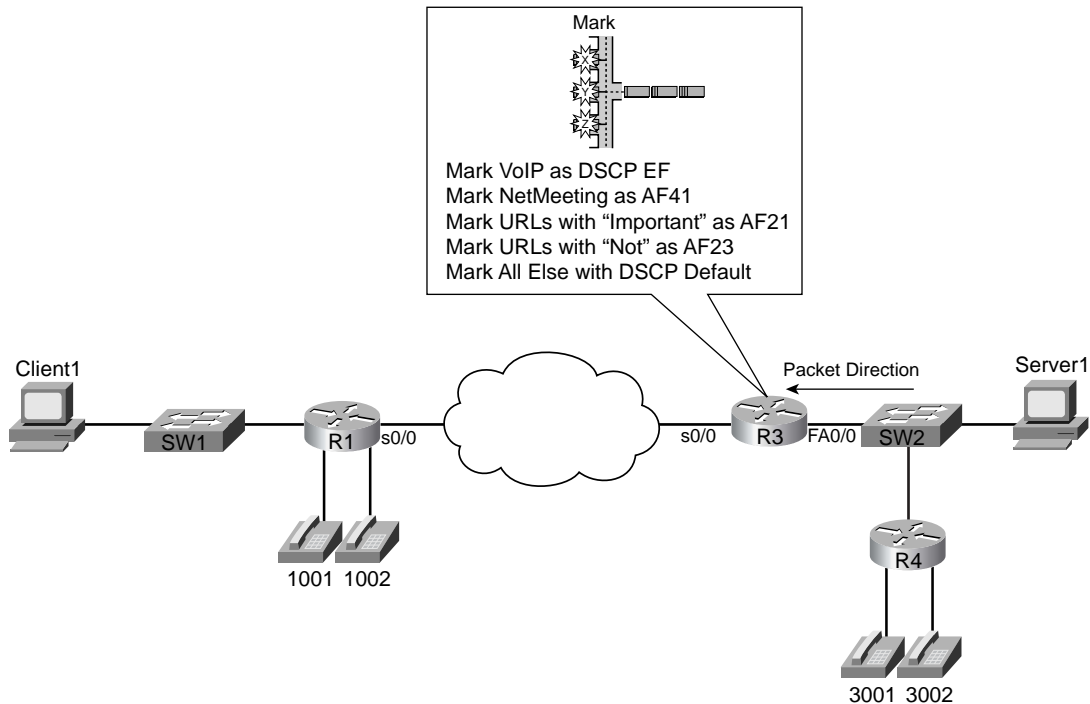 Mark
X
Y
Z
Mark VoIP as DSCP EF
Mark NetMeeting as AF41
Mark URLs with “Important” as AF21
Mark URLs with “Not” as AF23
Mark All Else with DSCP Default
Client1
SW1
R1
s0/0
1001 1002
s0/0
R3
FA0/0
Packet Direction
SW2
Server1
R4
3001 3002